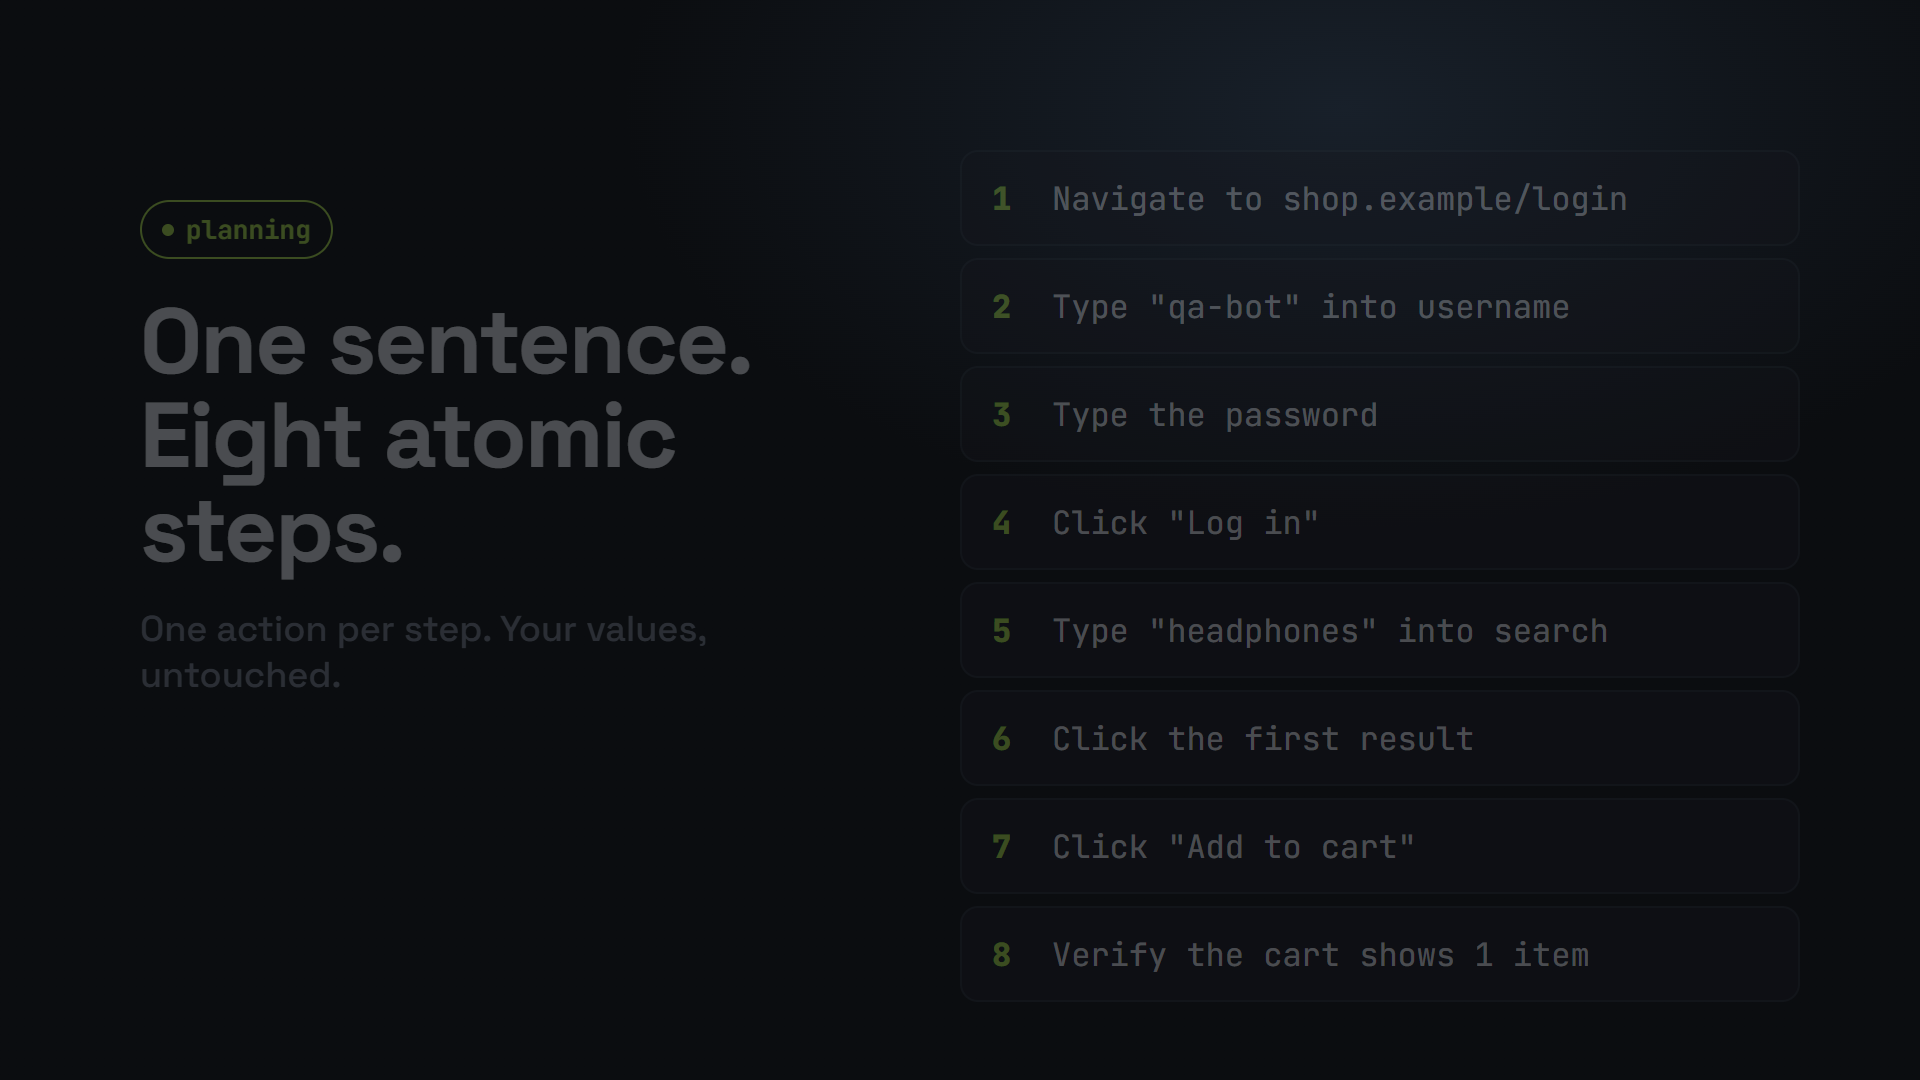 planning
One sentence.
Eight atomic
steps.
One action per step. Your values,
untouched.
1 Navigate to shop.example/login
2 Type "qa-bot" into username
3 Type the password
4 Click "Log in"
5 Type "headphones" into search
6 Click the first result
7 Click "Add to cart"
8 Verify the cart shows 1 item